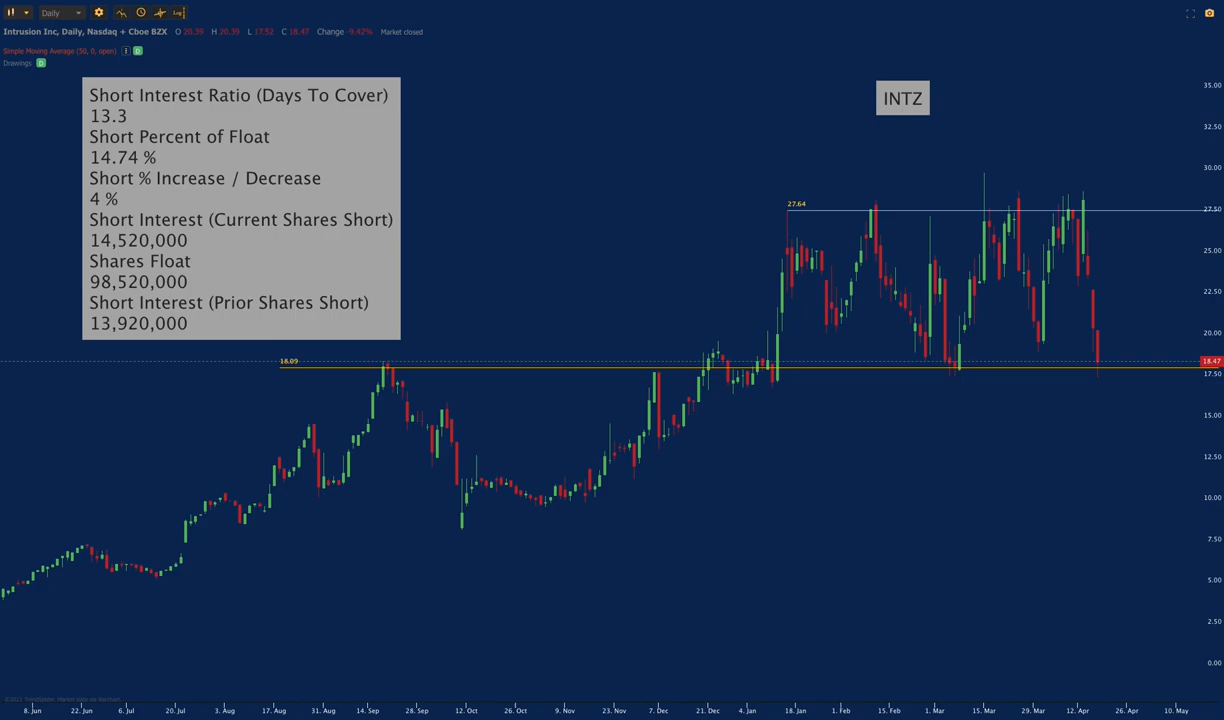 Daily
Log
Intrusion Inc, Daily, Nasdaq + Cboe BZX O 20.39 H 20.39 L 17.52 C 18.47 Change -9.42% Market closed
Simple Moving Average (50, 0, open) D
Drawings D
Short Interest Ratio (Days To Cover)
13.3
Short Percent of Float
14.74 %
Short % Increase / Decrease
4 %
Short Interest (Current Shares Short)
14,520,000
Shares Float
98,520,000
Short Interest (Prior Shares Short)
13,920,000
INTZ
27.64
18.09
35.00
32.50
30.00
27.50
25.00
22.50
20.00
18.47
17.50
15.00
12.50
10.00
7.50
5.00
2.50
0.00
©2021 TrendSpider. Market data via Barchart.
8. Jun 22. Jun 6. Jul 20. Jul 3. Aug 17. Aug 31. Aug 14. Sep 28. Sep 12. Oct 26. Oct 9. Nov 23. Nov 7. Dec 21. Dec 4. Jan 18. Jan 1. Feb 15. Feb 1. Mar 15. Mar 29. Mar 12. Apr 26. Apr 10. May